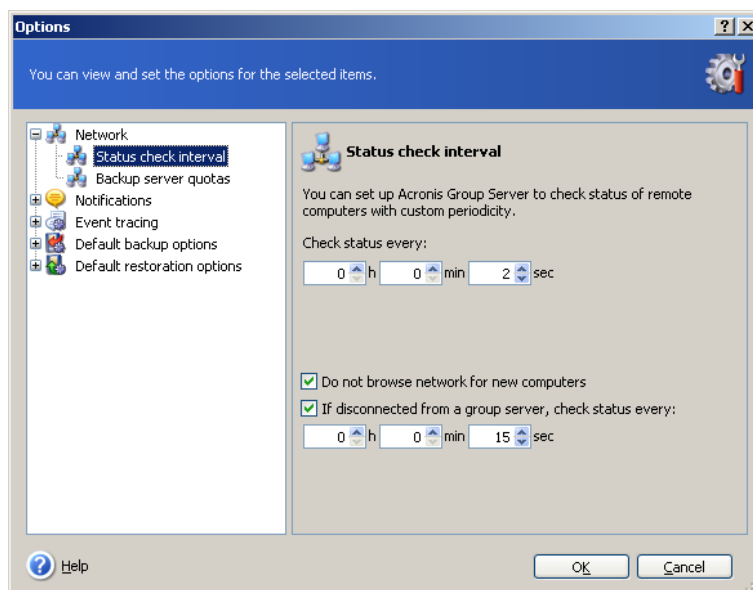 Options
You can view and set the options for the selected items.
Network
Status check interval
Backup server quotas
Notifications
Event tracing
Default backup options
Default restoration options
Status check interval
You can set up Acronis Group Server to check status of remote
computers with custom periodicity.
Check status every:
0 h 0 min 2 sec
Do not browse network for new computers
If disconnected from a group server, check status every:
0 h 0 min 15 sec
Help
OK
Cancel